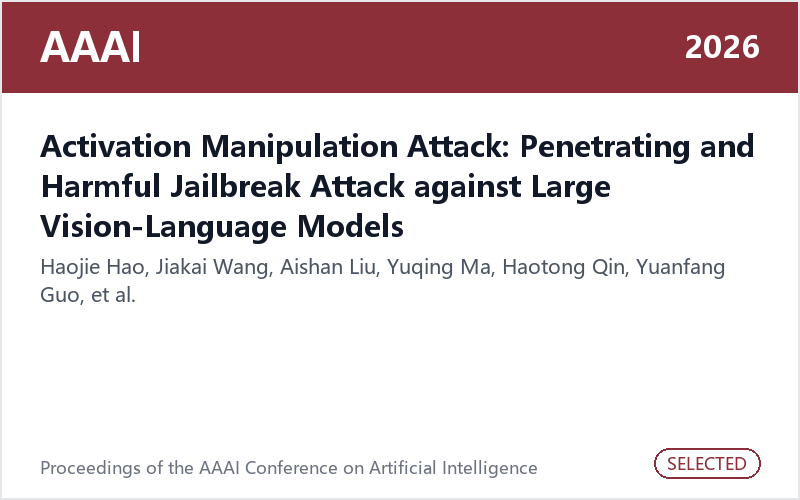 AAAI
2026
Activation Manipulation Attack: Penetrating and
Harmful Jailbreak Attack against Large
Vision-Language Models
Haojie Hao, Jiakai Wang, Aishan Liu, Yuqing Ma, Haotong Qin, Yuanfang
Guo, et al.
Proceedings of the AAAI Conference on Artificial Intelligence
SELECTED